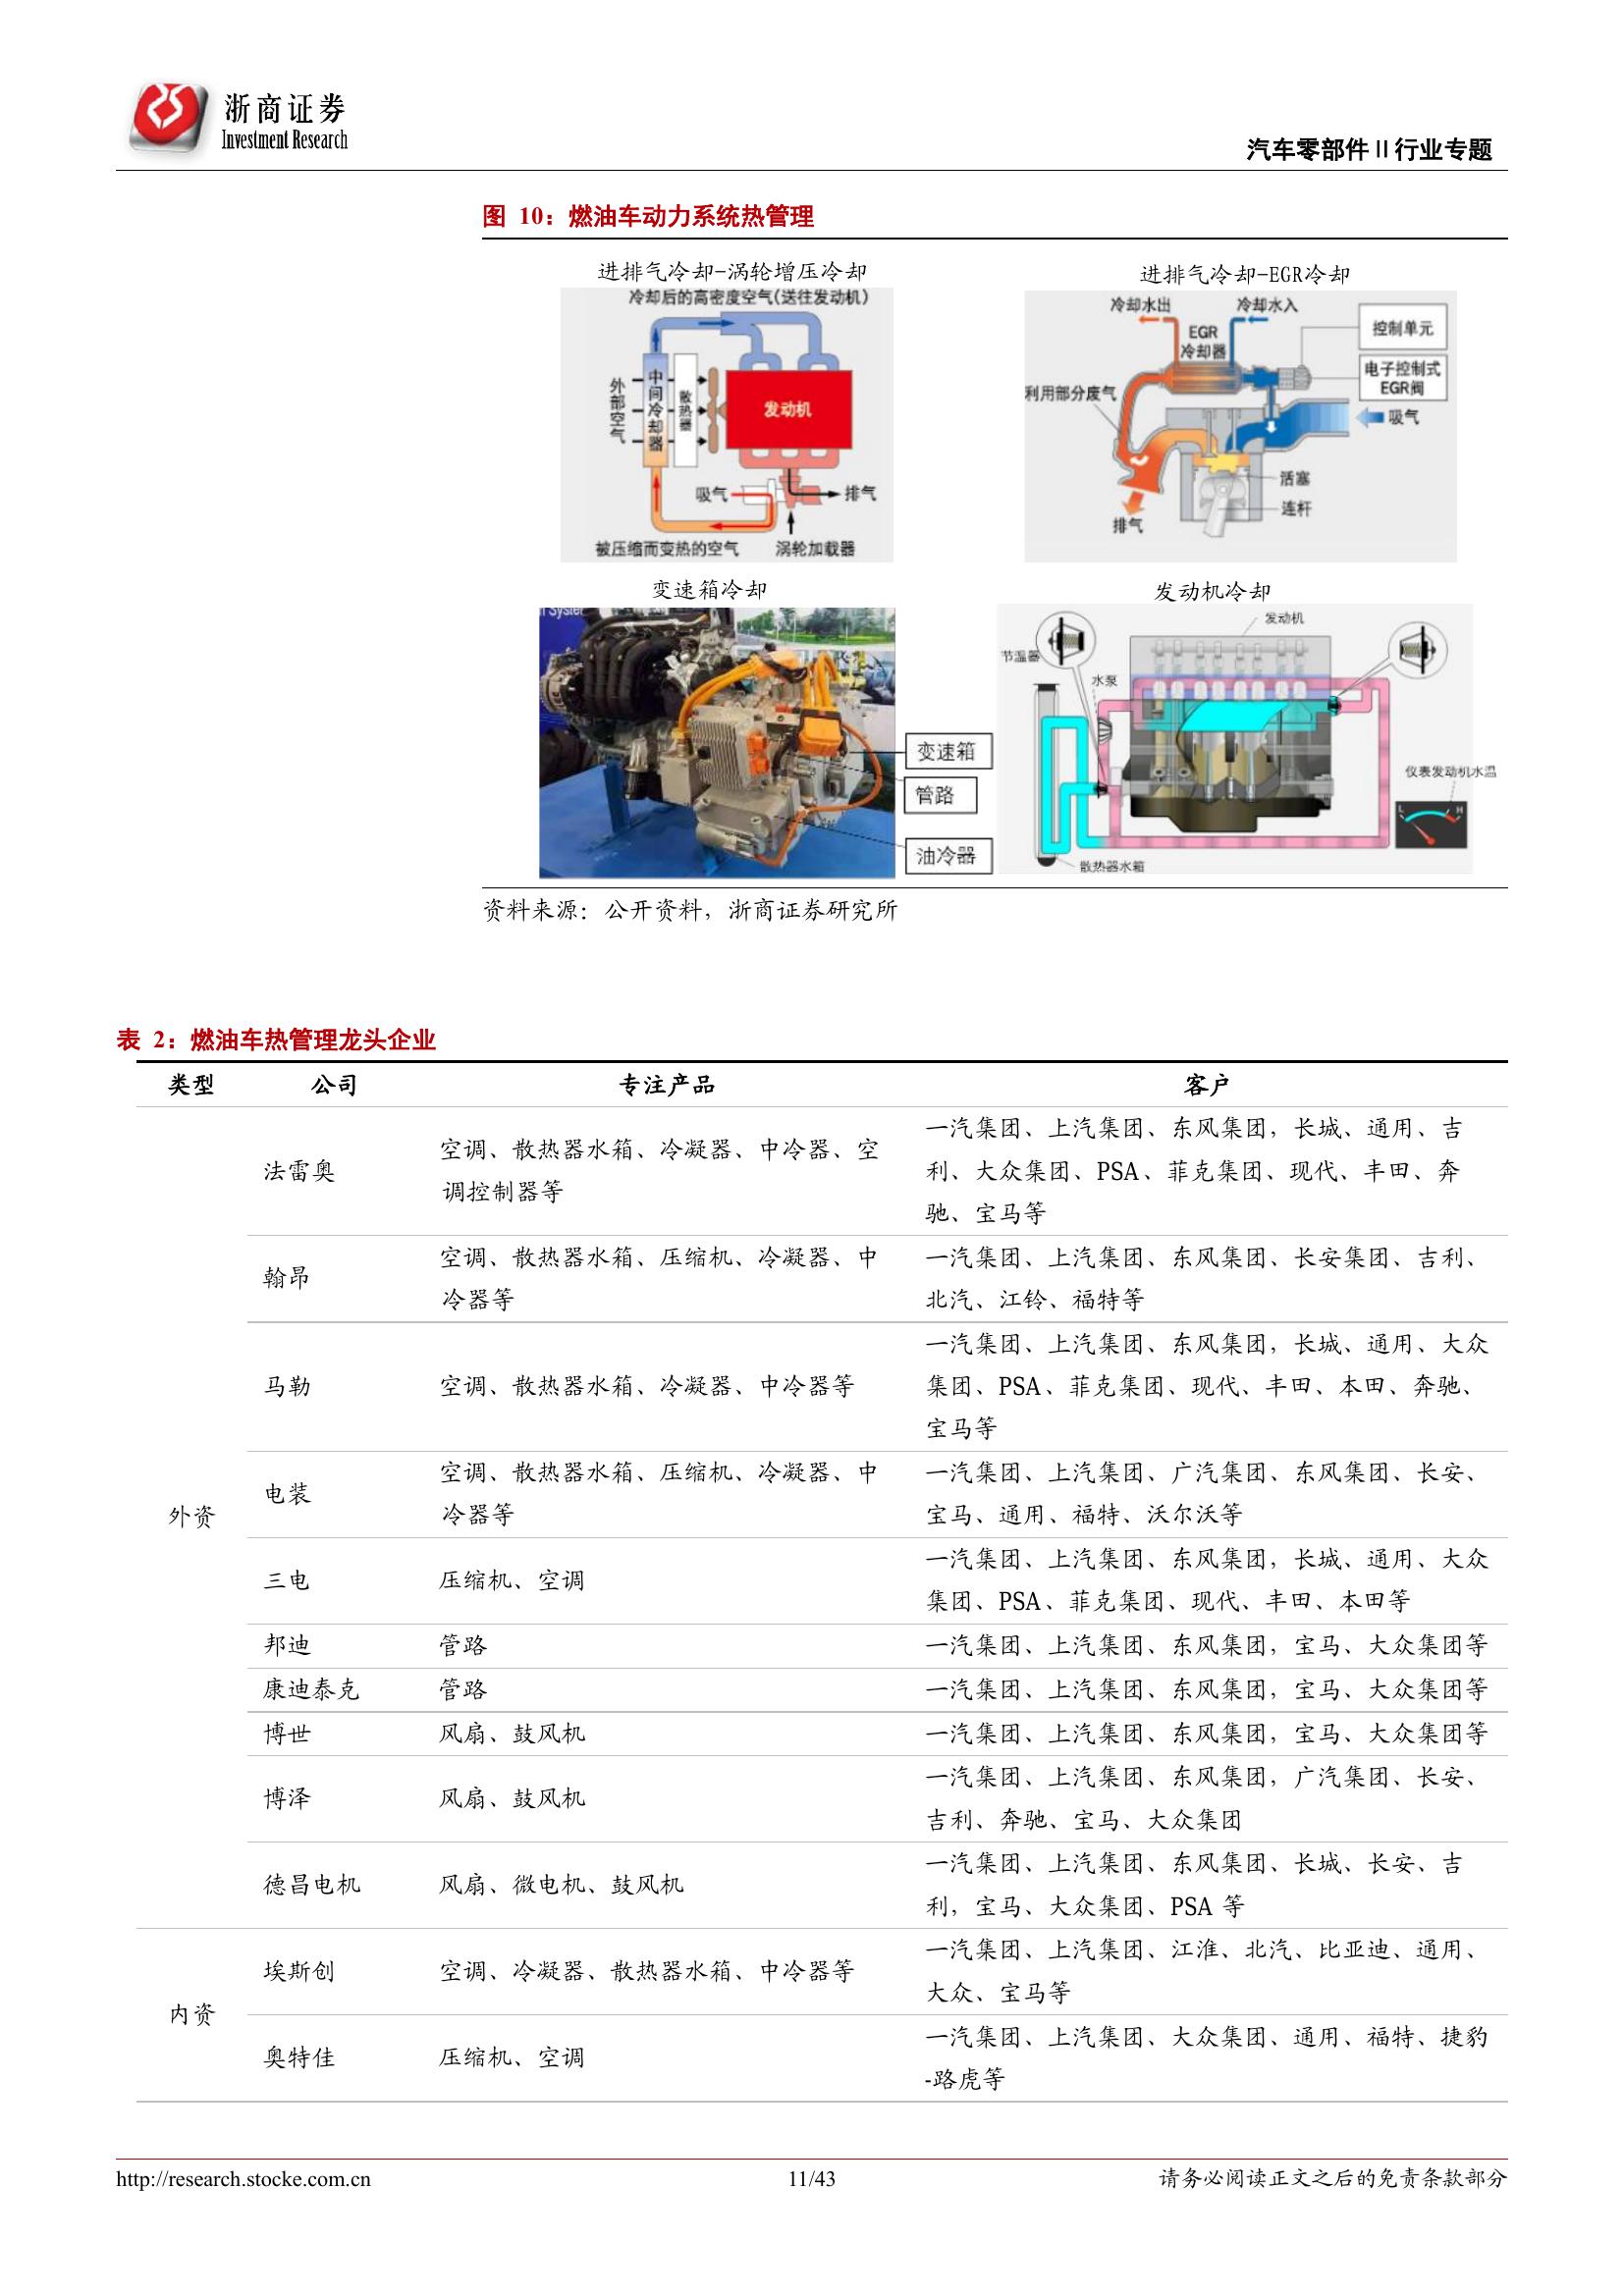 浙商证券
Investment Research
汽车零部件Ⅱ行业专题
图 10：燃油车动力系统热管理
进排气冷却-涡轮增压冷却
冷却后的高密度空气(送往发动机)
外部空气
中间冷却器
散热器
发动机
吸气
排气
被压缩而变热的空气
涡轮加载器
进排气冷却-EGR冷却
冷却水出
冷却水入
EGR
冷却器
控制单元
电子控制式
EGR阀
利用部分废气
吸气
活塞
连杆
排气
变速箱冷却
变速箱
管路
油冷器
发动机冷却
发动机
节温器
水泵
仪表发动机水温
L
H
散热器水箱
资料来源：公开资料，浙商证券研究所
表 2：燃油车热管理龙头企业
类型 公司 专注产品 客户
外资
法雷奥
空调、散热器水箱、冷凝器、中冷器、空
调控制器等
一汽集团、上汽集团、东风集团，长城、通用、吉
利、大众集团、PSA、菲克集团、现代、丰田、奔
驰、宝马等
翰昂
空调、散热器水箱、压缩机、冷凝器、中
冷器等
一汽集团、上汽集团、东风集团、长安集团、吉利、
北汽、江铃、福特等
马勒
空调、散热器水箱、冷凝器、中冷器等
一汽集团、上汽集团、东风集团，长城、通用、大众
集团、PSA、菲克集团、现代、丰田、本田、奔驰、
宝马等
电装
空调、散热器水箱、压缩机、冷凝器、中
冷器等
一汽集团、上汽集团、广汽集团、东风集团、长安、
宝马、通用、福特、沃尔沃等
三电
压缩机、空调
一汽集团、上汽集团、东风集团，长城、通用、大众
集团、PSA、菲克集团、现代、丰田、本田等
邦迪 管路 一汽集团、上汽集团、东风集团，宝马、大众集团等
康迪泰克 管路 一汽集团、上汽集团、东风集团，宝马、大众集团等
博世 风扇、鼓风机 一汽集团、上汽集团、东风集团，宝马、大众集团等
博泽
风扇、鼓风机
一汽集团、上汽集团、东风集团，广汽集团、长安、
吉利、奔驰、宝马、大众集团
德昌电机
风扇、微电机、鼓风机
一汽集团、上汽集团、东风集团、长城、长安、吉
利，宝马、大众集团、PSA 等
内资
埃斯创
空调、冷凝器、散热器水箱、中冷器等
一汽集团、上汽集团、江淮、北汽、比亚迪、通用、
大众、宝马等
奥特佳
压缩机、空调
一汽集团、上汽集团、大众集团、通用、福特、捷豹
-路虎等
http://research.stocke.com.cn 11/43 请务必阅读正文之后的免责条款部分